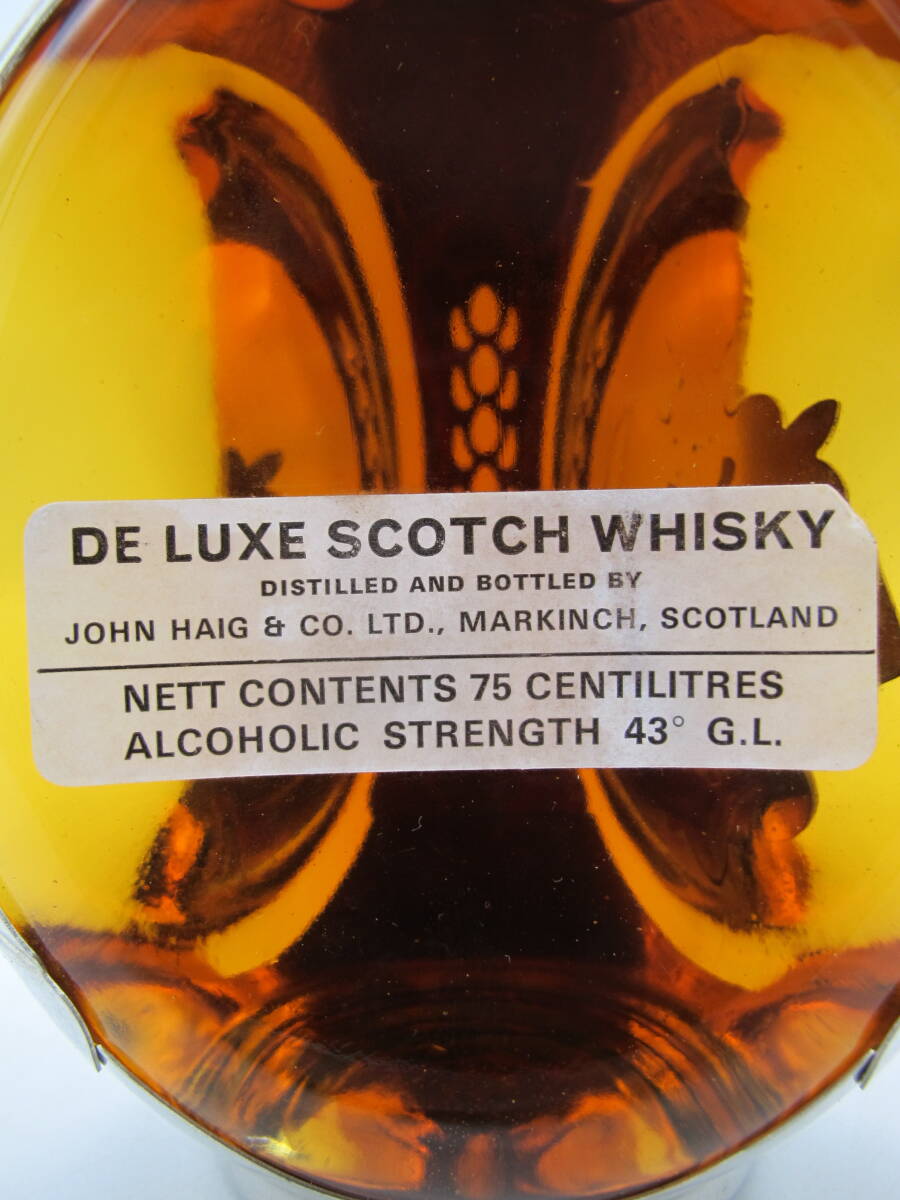 DE LUXE SCOTCH WHISKY
DISTILLED AND BOTTLED BY
JOHN HAIG & CO. LTD., MARKINCH, SCOTLAND
NETT CONTENTS 75 CENTILITRES
ALCOHOLIC STRENGTH 43° G.L.